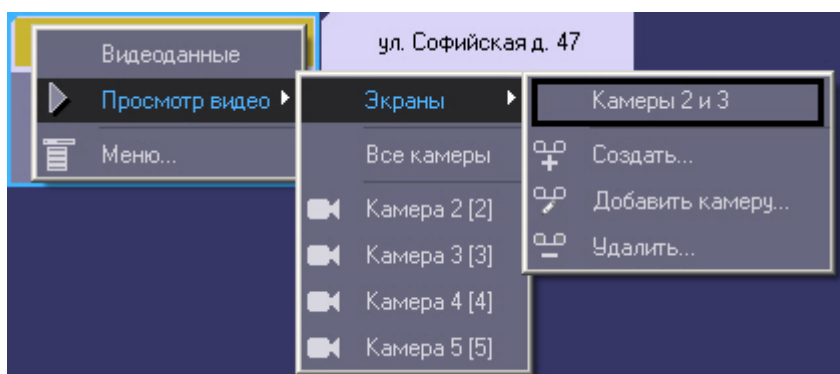 ул. Софийская д. 47
Видеоданные
Просмотр видео
Меню...
Экраны
Все камеры
Камера 2 [2]
Камера 3 [3]
Камера 4 [4]
Камера 5 [5]
Камеры 2 и 3
Создать...
Добавить камеру...
Удалить...